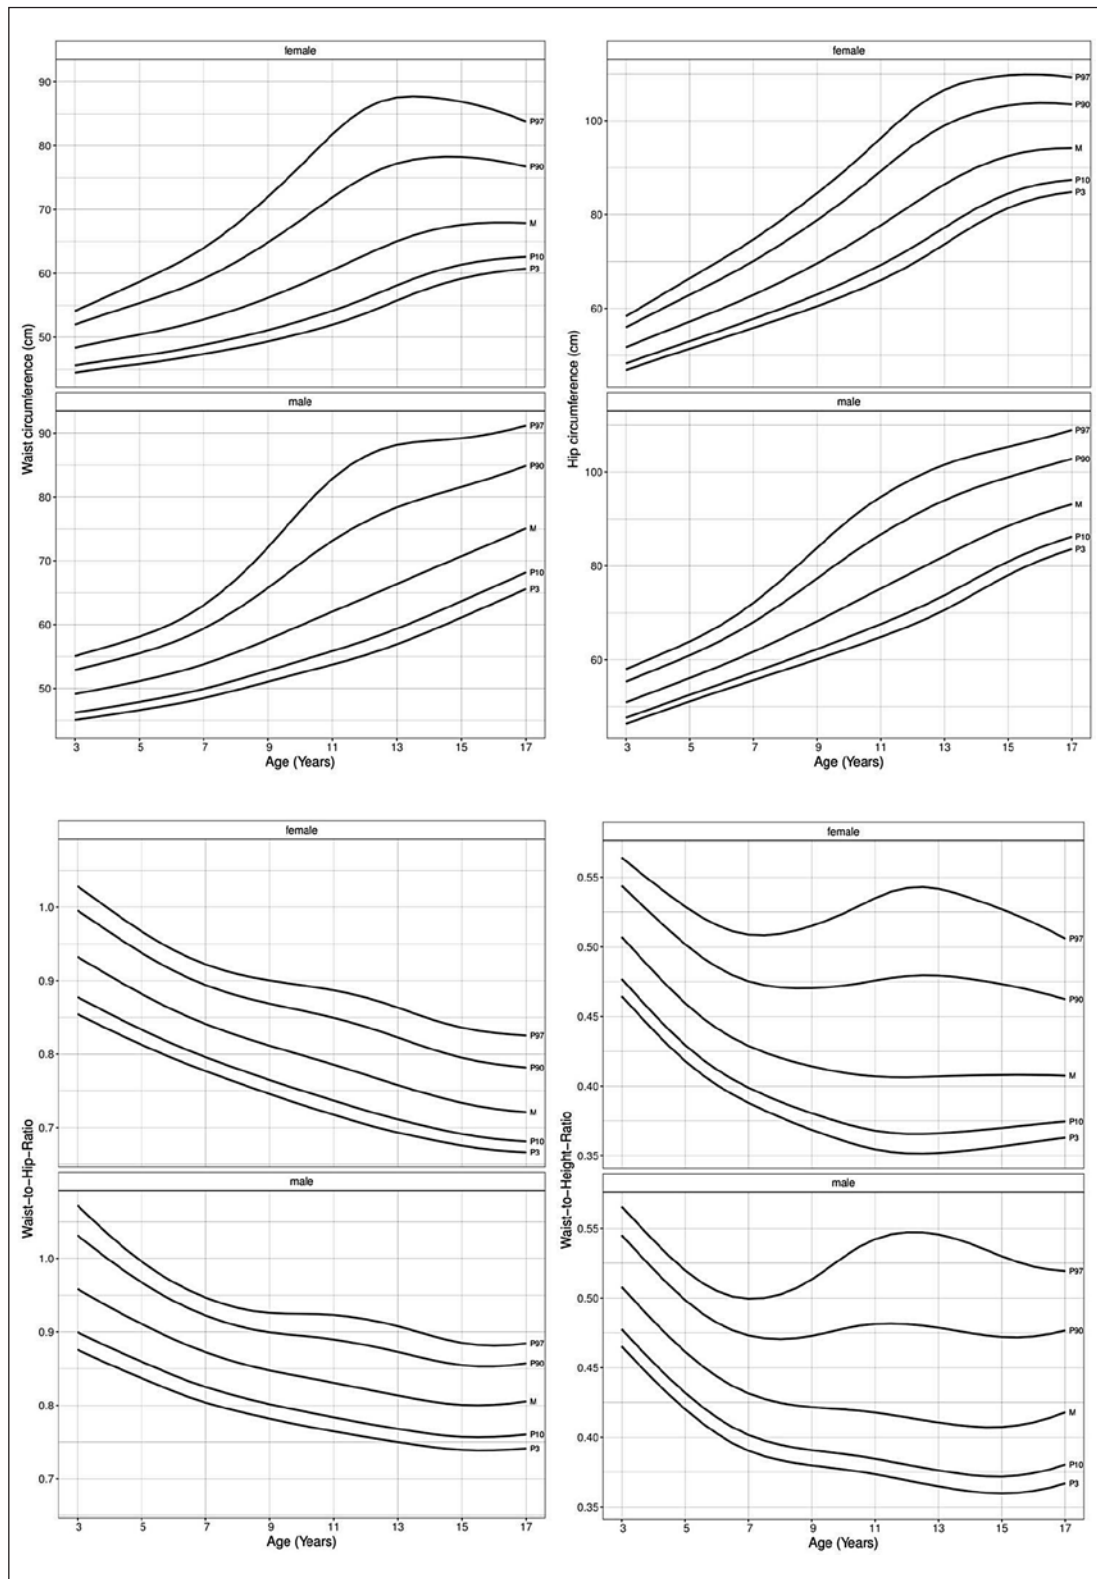 female
Waist circumference (cm)
90
80
70
60
50
P97
P90
M
P10
P3
male
90
80
70
60
50
P97
P90
M
P10
P3
3 5 7 9 11 13 15 17
Age (Years)
female
Hip circumference (cm)
100
80
60
P97
P90
M
P10
P3
male
100
80
60
P97
P90
M
P10
P3
3 5 7 9 11 13 15 17
Age (Years)
female
Waist-to-Hip-Ratio
1.0
0.9
0.8
0.7
P97
P90
M
P10
P3
male
1.0
0.9
0.8
0.7
P97
P90
M
P10
P3
3 5 7 9 11 13 15 17
Age (Years)
female
Waist-to-Height-Ratio
0.55
0.50
0.45
0.40
0.35
P97
P90
M
P10
P3
male
0.55
0.50
0.45
0.40
0.35
P97
P90
M
P10
P3
3 5 7 9 11 13 15 17
Age (Years)